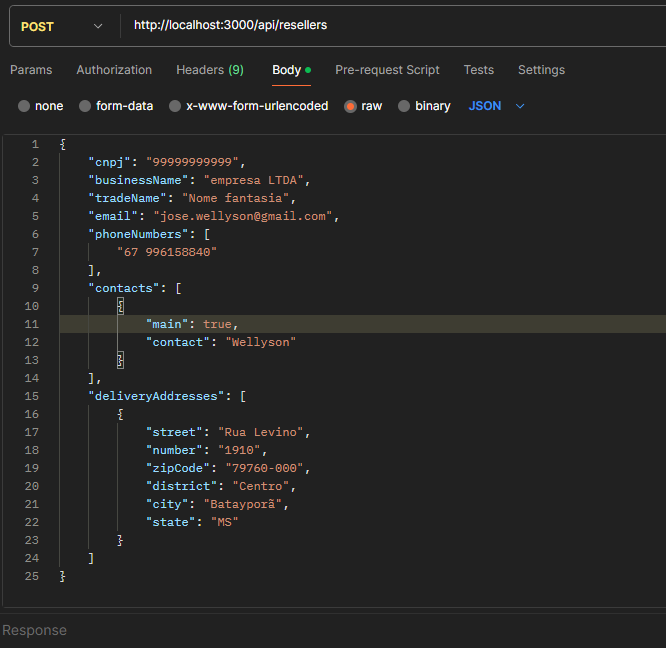 POST http://localhost:3000/api/resellers
Params Authorization Headers (9) Body Pre-request Script Tests Settings
none form-data x-www-form-urlencoded raw binary JSON
1 {
2 "cnpj": "99999999999",
3 "businessName": "empresa LTDA",
4 "tradeName": "Nome fantasia",
5 "email": "jose.wellyson@gmail.com",
6 "phoneNumbers": [
7 "67 996158840"
8 ],
9 "contacts": [
10 {
11 "main": true,
12 "contact": "Wellyson"
13 }
14 ],
15 "deliveryAddresses": [
16 {
17 "street": "Rua Levino",
18 "number": "1910",
19 "zipCode": "79760-000",
20 "district": "Centro",
21 "city": "Batayporã",
22 "state": "MS"
23 }
24 ]
25 }
Response